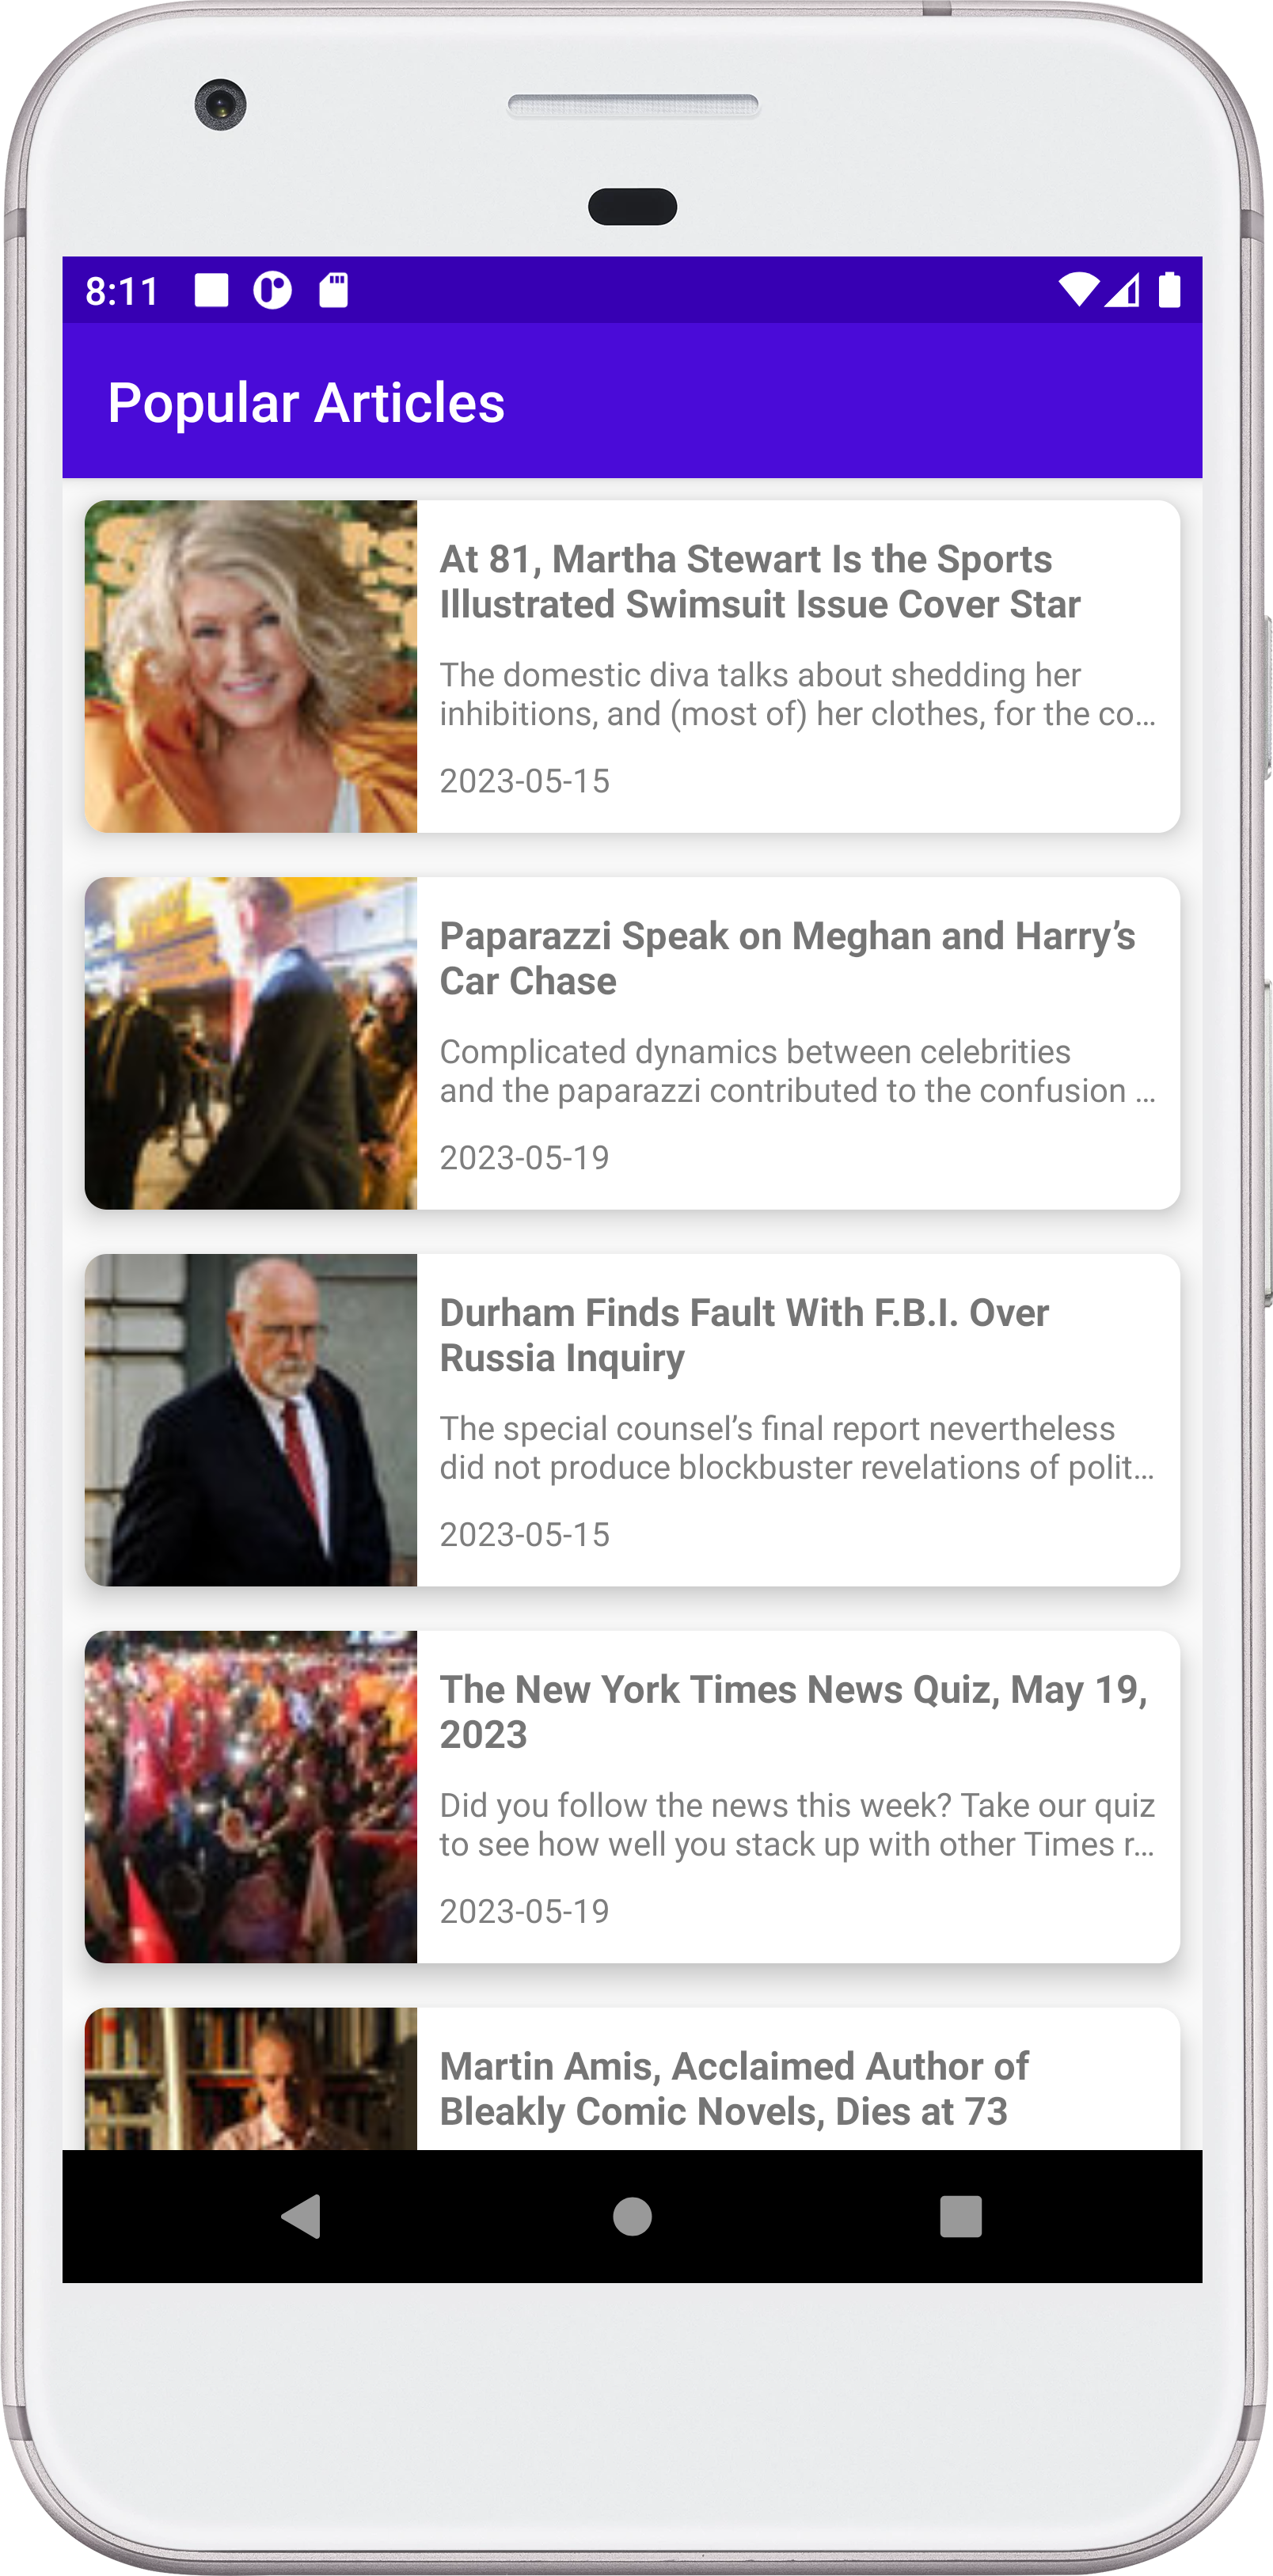 8:11
Popular Articles
At 81, Martha Stewart Is the Sports
Illustrated Swimsuit Issue Cover Star
The domestic diva talks about shedding her
inhibitions, and (most of) her clothes, for the co…
2023-05-15
Paparazzi Speak on Meghan and Harry’s
Car Chase
Complicated dynamics between celebrities
and the paparazzi contributed to the confusion …
2023-05-19
Durham Finds Fault With F.B.I. Over
Russia Inquiry
The special counsel’s final report nevertheless
did not produce blockbuster revelations of polit…
2023-05-15
The New York Times News Quiz, May 19,
2023
Did you follow the news this week? Take our quiz
to see how well you stack up with other Times r…
2023-05-19
Martin Amis, Acclaimed Author of
Bleakly Comic Novels, Dies at 73